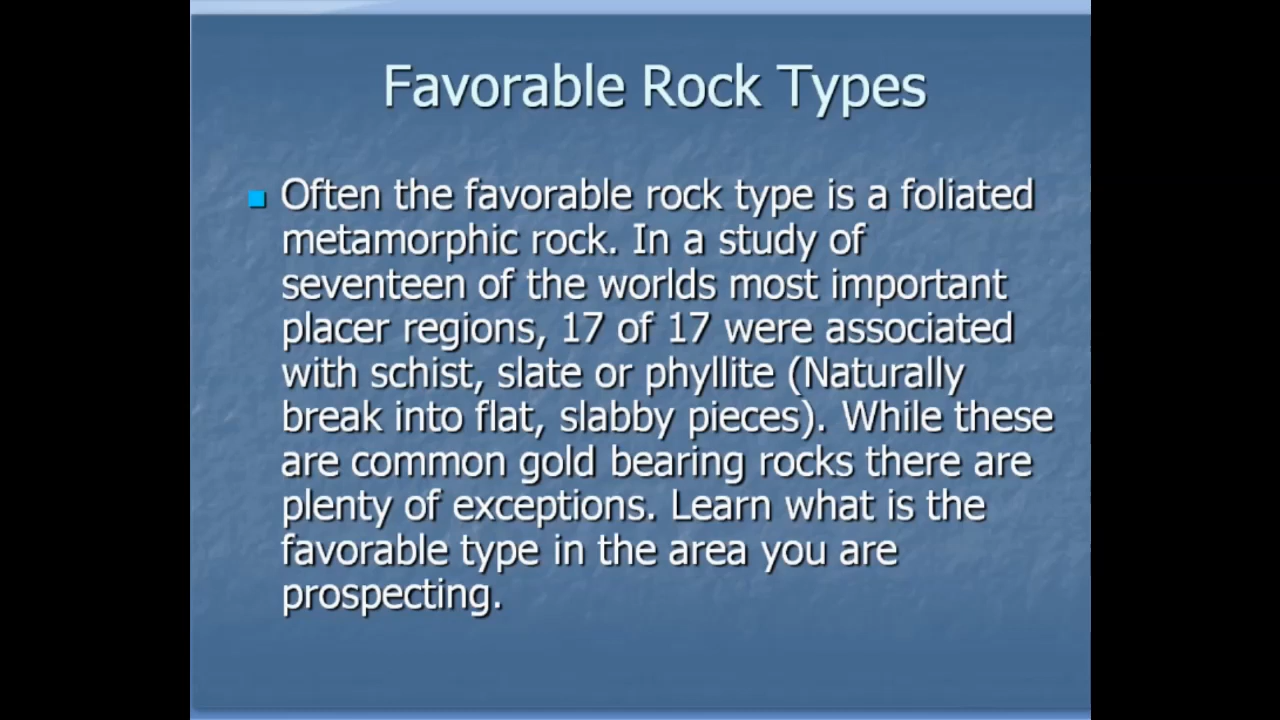 Favorable Rock Types
Often the favorable rock type is a foliated
metamorphic rock. In a study of
seventeen of the worlds most important
placer regions, 17 of 17 were associated
with schist, slate or phyllite (Naturally
break into flat, slabby pieces). While these
are common gold bearing rocks there are
plenty of exceptions. Learn what is the
favorable type in the area you are
prospecting.